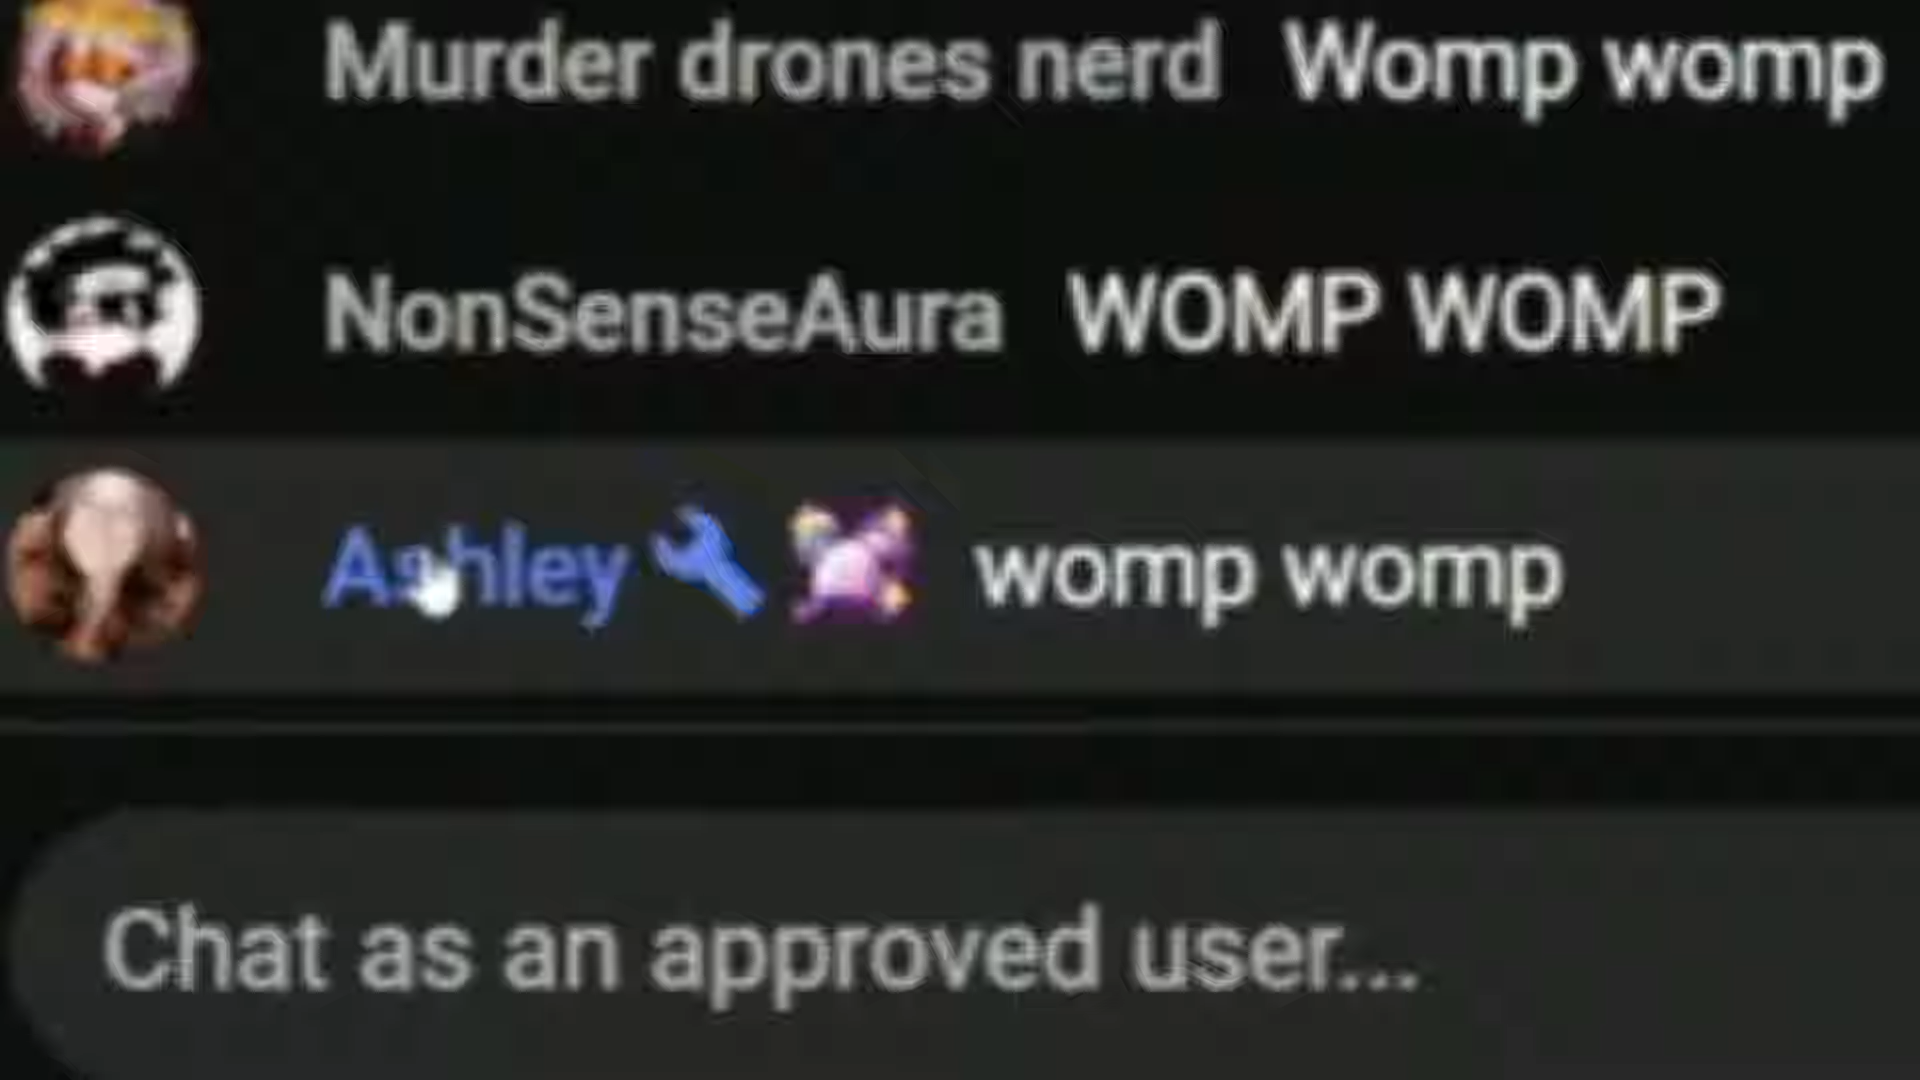 Murder drones nerd Womp womp
NonSenseAura WOMP WOMP
Ashley womp womp
Chat as an approved user...